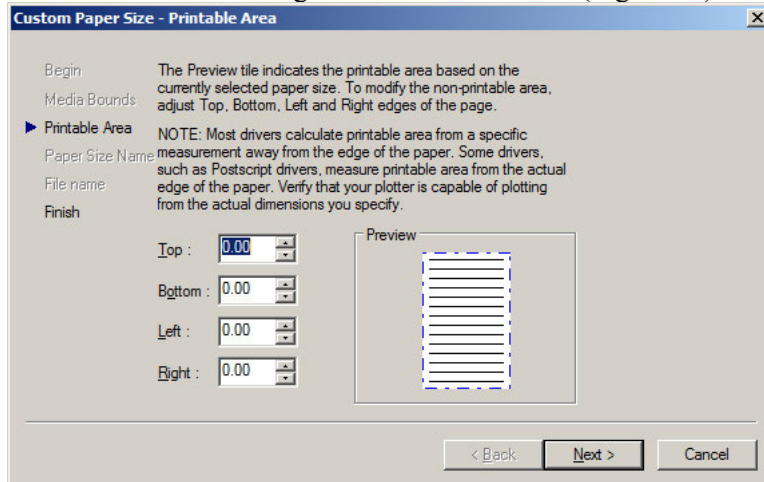 Custom Paper Size - Printable Area
Begin
Media Bounds
Printable Area
Paper Size Name
File name
Finish
The Preview tile indicates the printable area based on the
currently selected paper size. To modify the non-printable area,
adjust Top, Bottom, Left and Right edges of the page.
NOTE: Most drivers calculate printable area from a specific
measurement away from the edge of the paper. Some drivers,
such as Postscript drivers, measure printable area from the actual
edge of the paper. Verify that your plotter is capable of plotting
from the actual dimensions you specify.
Top : 0.00
Bottom : 0.00
Left : 0.00
Right : 0.00
Preview
< Back
Next >
Cancel